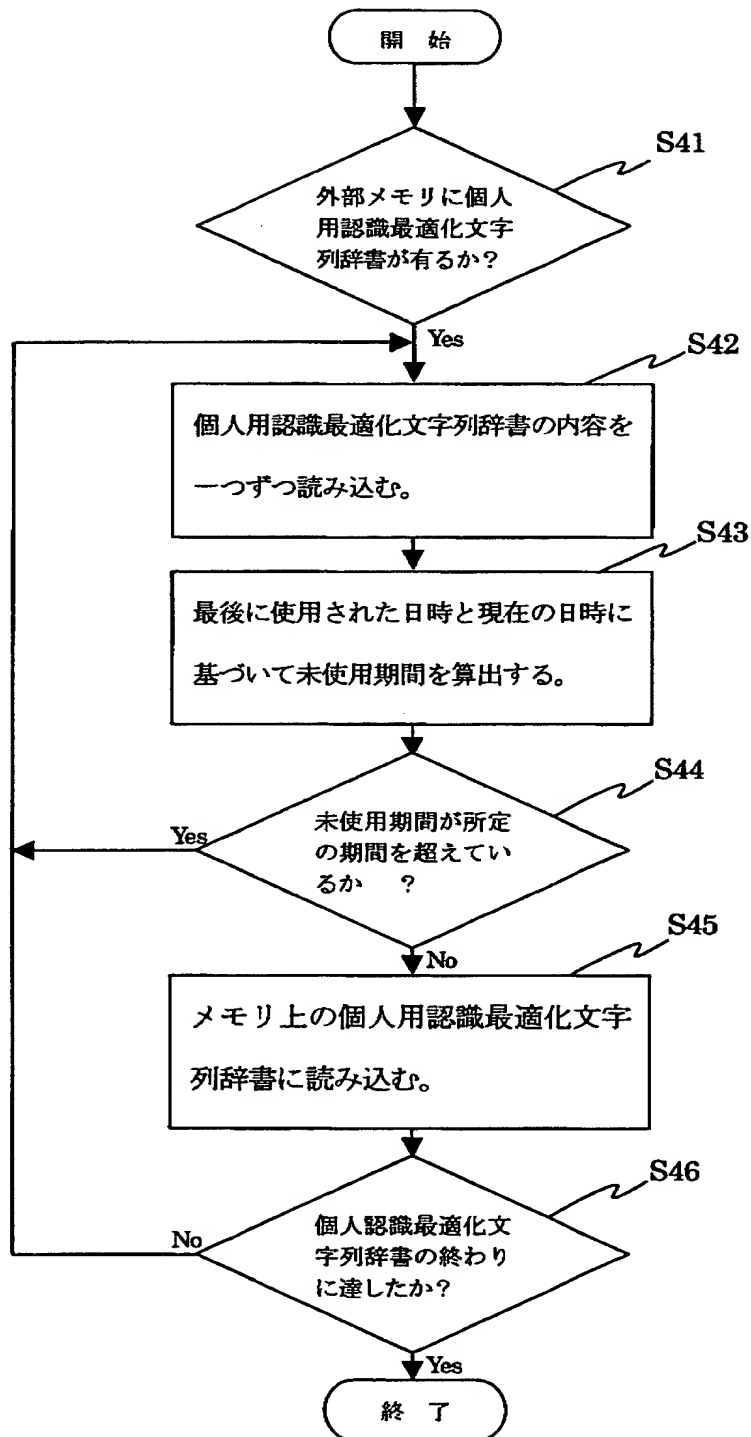 開 始
S41
外部メモリに個人
用認識最適化文字
列辞書が有るか？
Yes
S42
個人用認識最適化文字列辞書の内容を
一つずつ読み込む。
S43
最後に使用された日時と現在の日時に
基づいて未使用期間を算出する。
S44
未使用期間が所定
の期間を超えてい
るか ？
Yes
No
S45
メモリ上の個人用認識最適化文字
列辞書に読み込む。
S46
個人認識最適化文
字列辞書の終わり
に達したか？
No
Yes
終 了